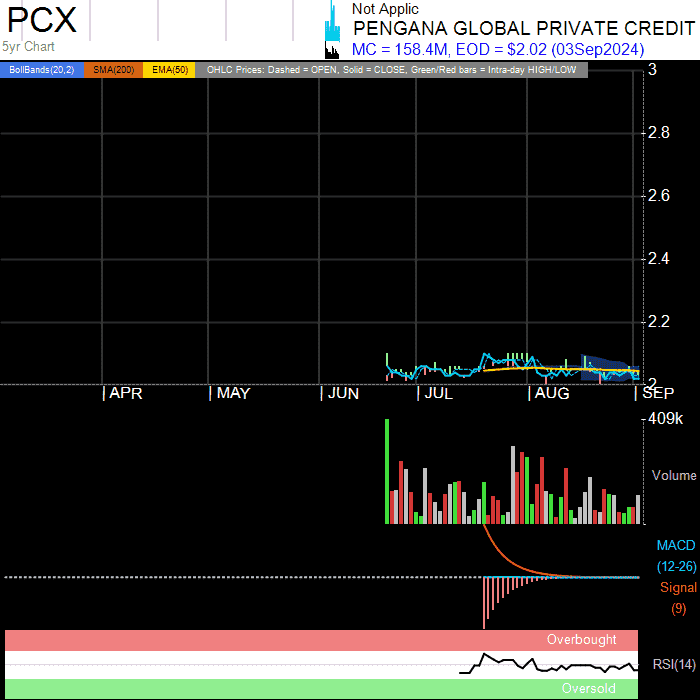 PCX
Not Applic
PENGANA GLOBAL PRIVATE CREDIT
5yr Chart
MC = 158.4M, EOD = $2.02 (03Sep2024)
BollBands(20,2) SMA(200) EMA(50) OHLC Prices: Dashed = OPEN, Solid = CLOSE, Green/Red bars = Intra-day HIGH/LOW
3
2.8
2.6
2.4
2.2
2
APR MAY JUN JUL AUG SEP
409k
Volume
MACD
(12-26)
Signal
(9)
Overbought
RSI(14)
Oversold